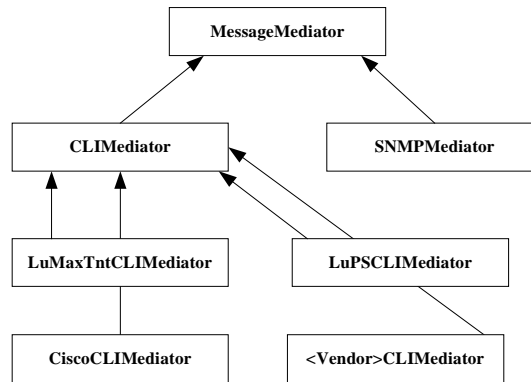 MessageMediator
CLIMediator
SNMPMediator
LuMaxTntCLIMediator
LuPSCLIMediator
CiscoCLIMediator
<Vendor>CLIMediator